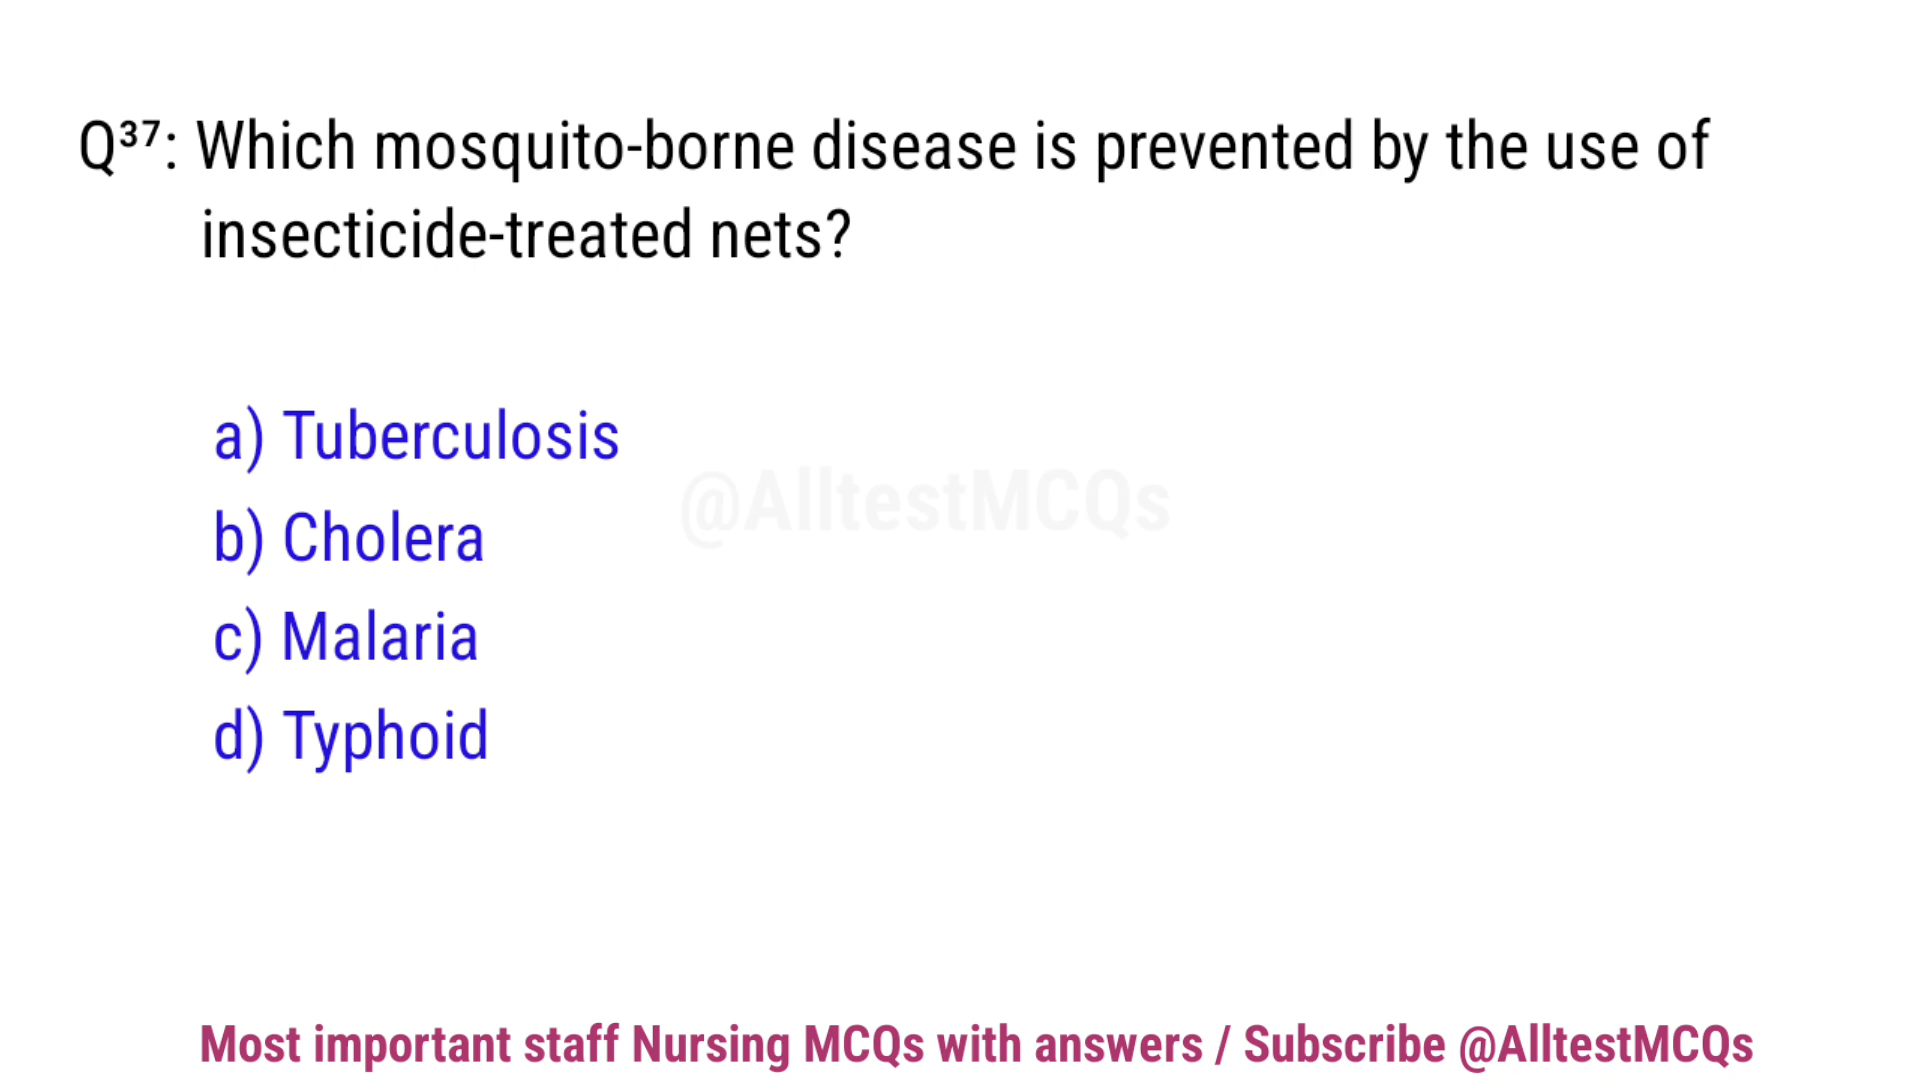 Q³⁷: Which mosquito-borne disease is prevented by the use of
insecticide-treated nets?
a) Tuberculosis
@AlltestMCQs
b) Cholera
c) Malaria
d) Typhoid
Most important staff Nursing MCQs with answers / Subscribe @AlltestMCQs